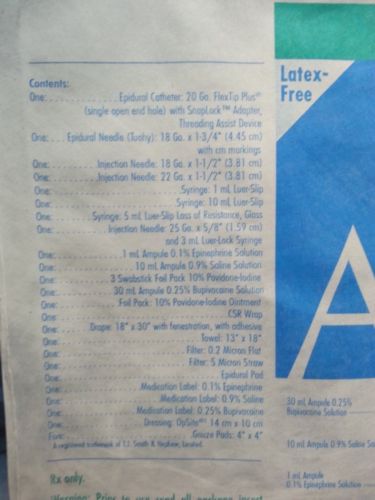 Contents:
One: . . . . . . . . . . . . Epidural Catheter: 20 Ga. FlexTip Plus®
(single open end hole) with SnapLock™ Adapter,
Threading Assist Device
One: . . . Epidural Needle (Tuohy): 18 Ga. x 1-3/4" (4.45 cm)
with cm markings
One: . . . . . . . . . Injection Needle: 18 Ga. x 1-1/2" (3.81 cm)
One: . . . . . . . . . Injection Needle: 22 Ga. x 1-1/2" (3.81 cm)
One: . . . . . . . . . . . . . . . . . . . . Syringe: 1 mL Luer-Slip
One: . . . . . . . . . . . . . . . . . . . . Syringe: 10 mL Luer-Slip
One: . . . . . . Syringe: 5 mL Luer-Slip Loss of Resistance, Glass
One: . . . . . . . . . . Injection Needle: 25 Ga. x 5/8" (1.59 cm)
and 3 mL Luer-Lock Syringe
One: . . . . . . . . . . . . . 1 mL Ampule 0.1% Epinephrine Solution
One: . . . . . . . . . . . . . . . . 10 mL Ampule 0.9% Saline Solution
One: . . . . . . . . . . 3 Swabstick Foil Pack 10% Povidone-Iodine
One: . . . . . . . . . . . 30 mL Ampule 0.25% Bupivacaine Solution
One: . . . . . . . . . . . . Foil Pack: 10% Povidone-Iodine Ointment
One: . . . . . . . . . . . . . . . . . . . . . . . . . . . . . . CSR Wrap
One: . . . . . . Drape: 18" x 30" with fenestration, with adhesive
One: . . . . . . . . . . . . . . . . . . . . . . . . . Towel: 13" x 18"
One: . . . . . . . . . . . . . . . . . . . . . . Filter: 0.2 Micron Flat
One: . . . . . . . . . . . . . . . . . . . . . . Filter: 5 Micron Straw
One: . . . . . . . . . . . . . . . . . . . . . . . . . . . . Epidural Pad
One: . . . . . . . . . . . . . . . Medication Label: 0.1% Epinephrine
One: . . . . . . . . . . . . . . . . . . Medication Label: 0.9% Saline
One: . . . . . . . . . . . . . . Medication Label: 0.25% Bupivacaine
One: . . . . . . . . . . . . . . . . Dressing: OpSite®† 14 cm x 10 cm
Four: . . . . . . . . . . . . . . . . . . . . . . . Gauze Pads: 4" x 4"
A registered trademark of T.J. Smith & Nephew, Limited.
Rx only.
Warning: Prior to use read all package insert
Latex-
Free
A
30 mL Ampule 0.25%
Bupivacaine Solution
10 mL Ampule 0.9% Saline
1 mL Ampule
0.1% Epinephrine Solution